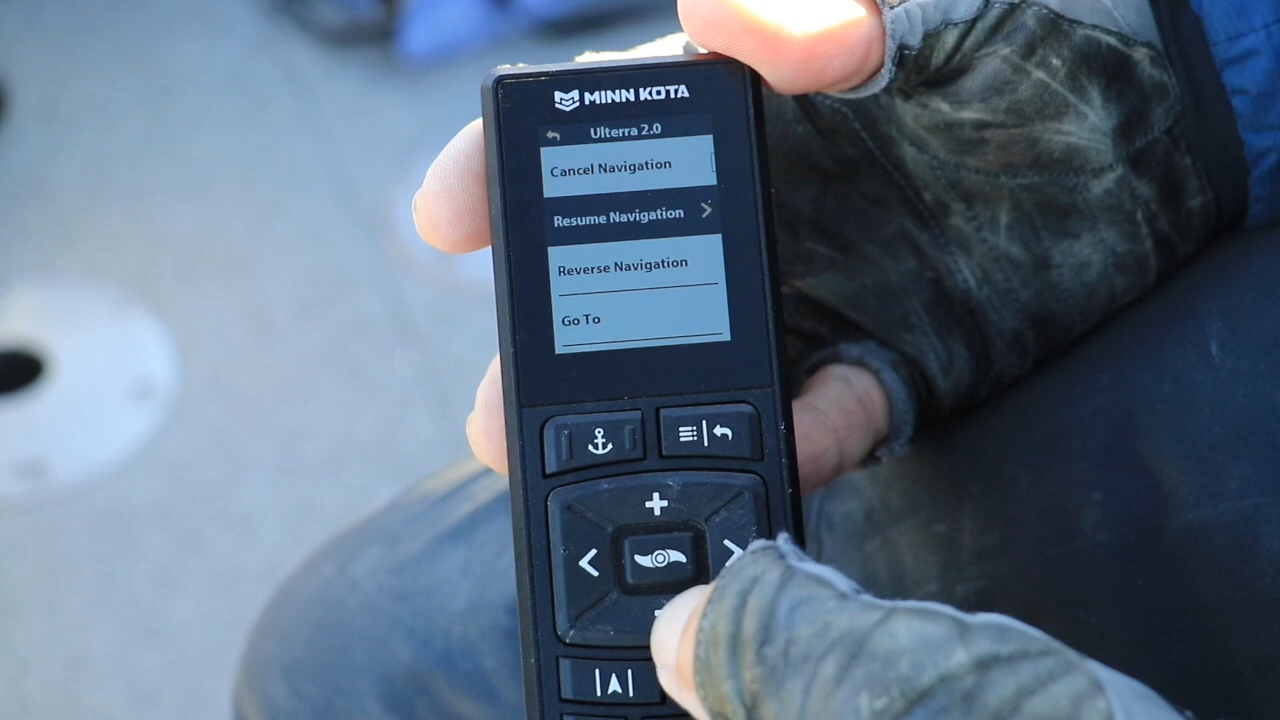 MINN KOTA
Ulterra 2.0
Cancel Navigation
Resume Navigation
Reverse Navigation
Go To